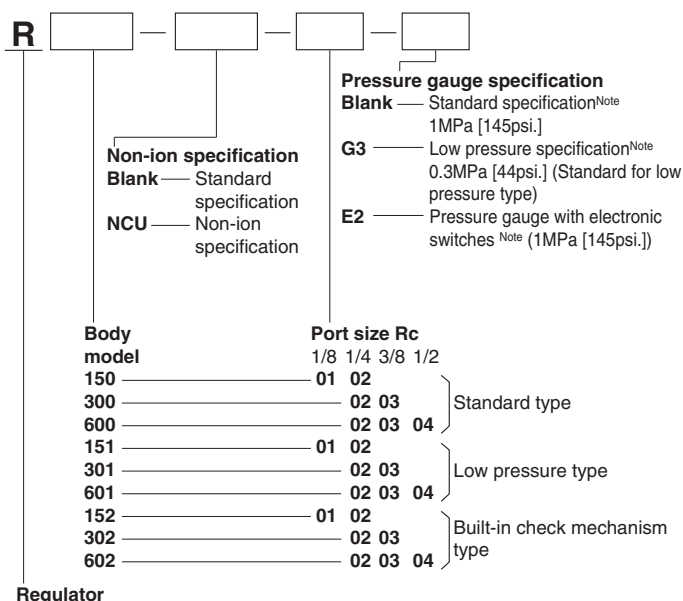 R
Pressure gauge specification
Blank Standard specificationNote
1MPa [145psi.]
G3 Low pressure specificationNote
0.3MPa [44psi.] (Standard for low
pressure type)
E2 Pressure gauge with electronic
switches Note (1MPa [145psi.])
Non-ion specification
Blank Standard
specification
NCU Non-ion
specification
Body
model
Port size Rc
1/8 1/4 3/8 1/2
150 01 02
300 02 03
600 02 03 04
Standard type
151 01 02
301 02 03
601 02 03 04
Low pressure type
152 01 02
302 02 03
602 02 03 04
Built-in check mechanism
type
Regulator